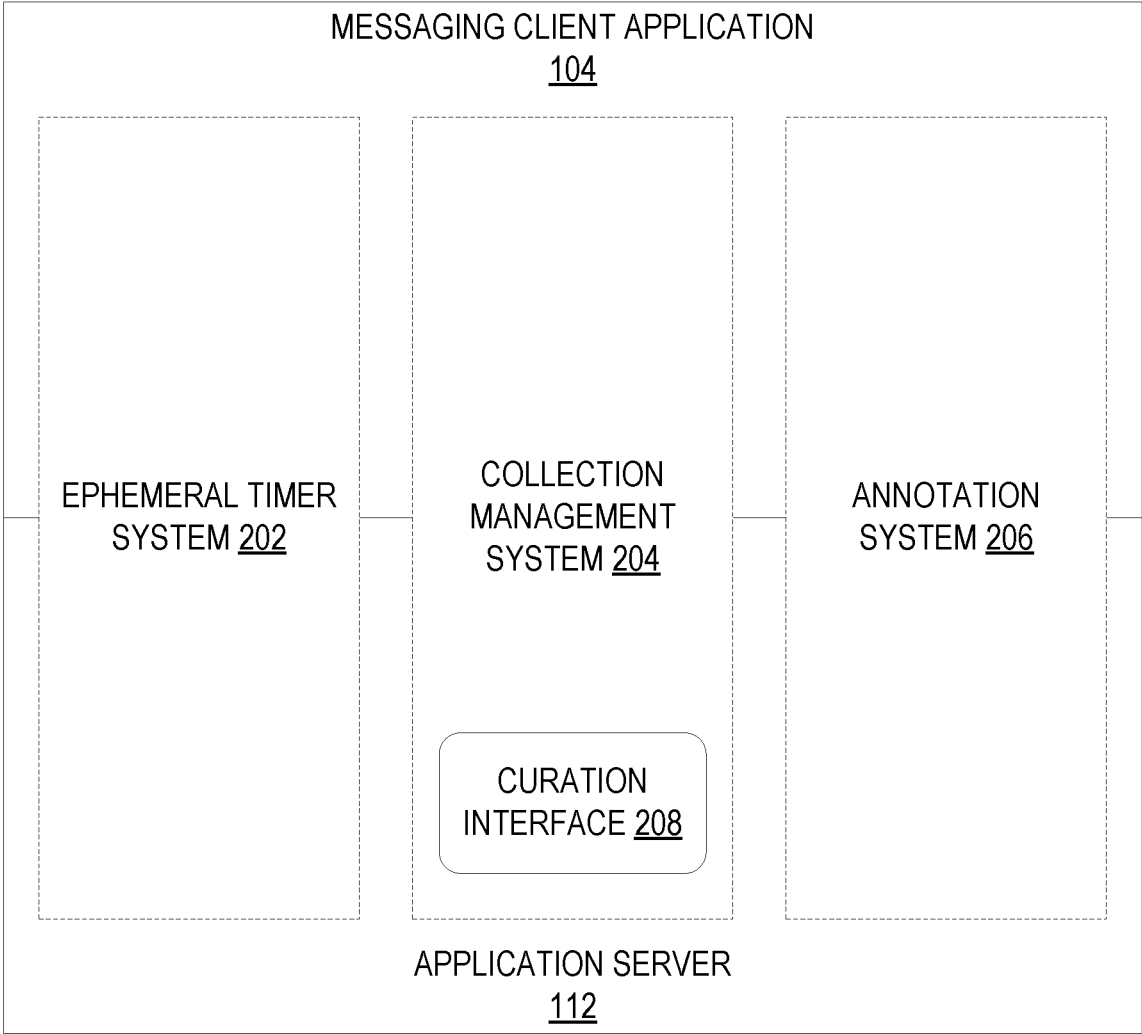 MESSAGING CLIENT APPLICATION
104
EPHEMERAL TIMER
SYSTEM 202
COLLECTION
MANAGEMENT
SYSTEM 204
ANNOTATION
SYSTEM 206
CURATION
INTERFACE 208
APPLICATION SERVER
112